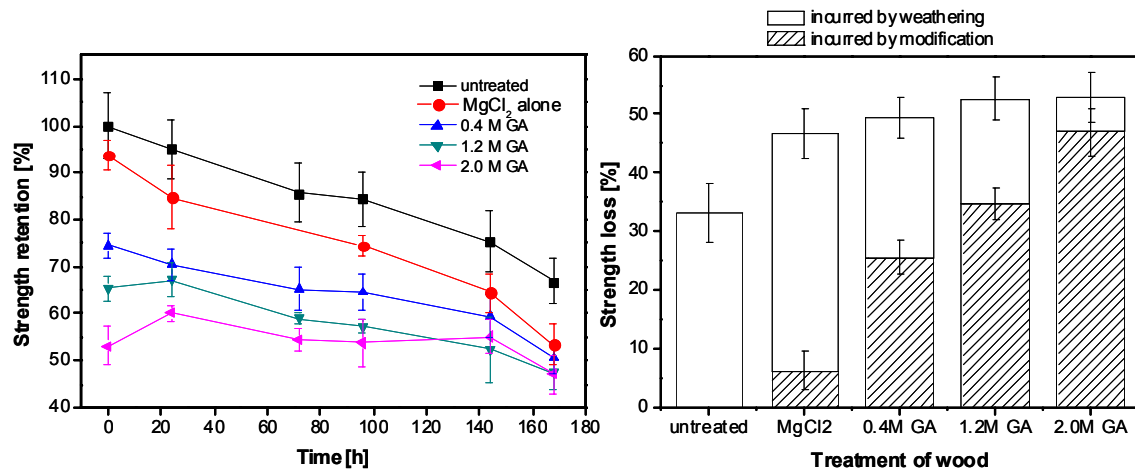 untreated
MgCl₂ alone
0.4 M GA
1.2 M GA
2.0 M GA
Strength retention [%]
110
100
90
80
70
60
50
40
0 20 40 60 80 100 120 140 160 180
Time [h]
incurred by weathering
incurred by modification
Strength loss [%]
60
50
40
30
20
10
0
untreated MgCl2 0.4M GA 1.2M GA 2.0M GA
Treatment of wood